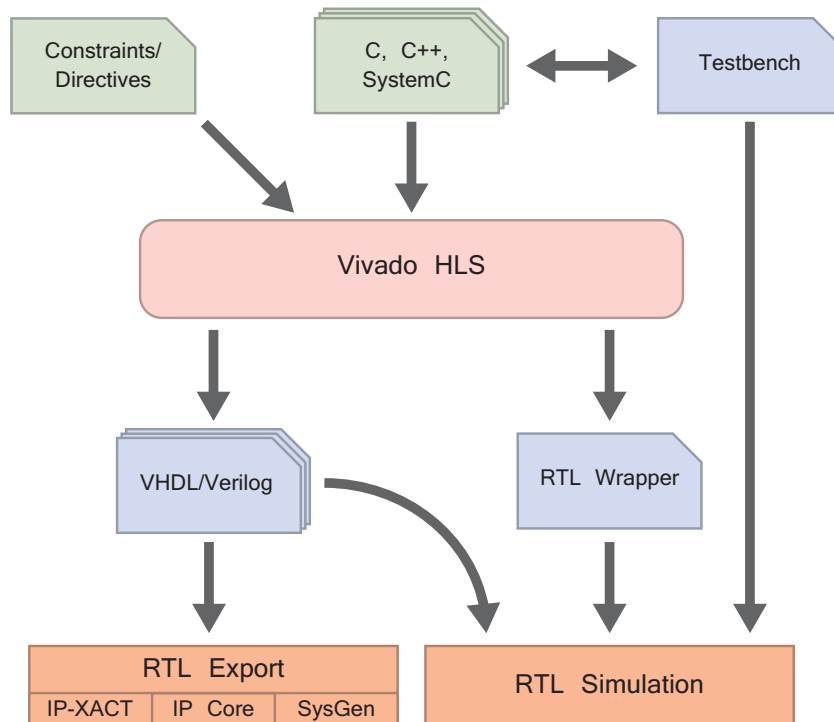 Constraints/
Directives
C, C++,
SystemC
Testbench
Vivado HLS
VHDL/Verilog
RTL Wrapper
RTL Export
IP-XACT
IP Core
SysGen
RTL Simulation